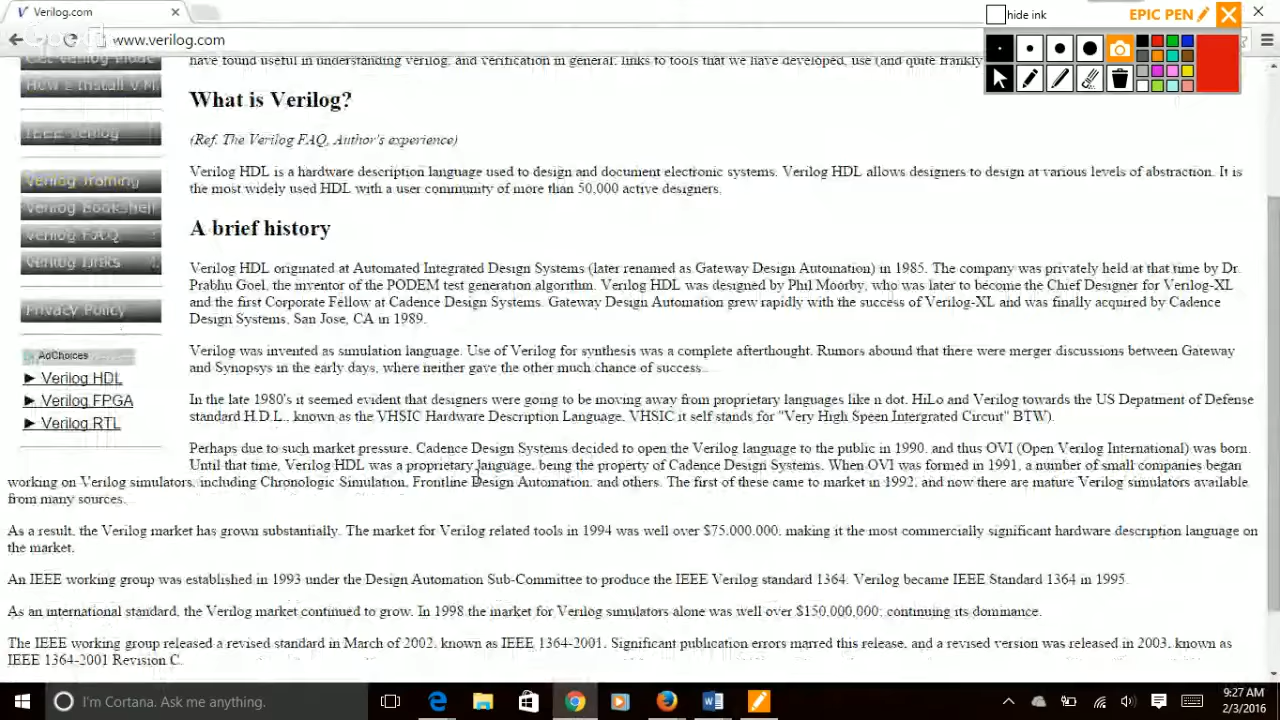 Verilog.com
hide ink
EPIC PEN
www.verilog.com
have found useful in understanding verilog, and verification in general; links to tools that we have developed, use (and quite frankly
How 2 Install VM
What is Verilog?
IEEE Verilog
(Ref. The Verilog FAQ, Author's experience)
Verilog HDL is a hardware description language used to design and document electronic systems. Verilog HDL allows designers to design at various levels of abstraction. It is
the most widely used HDL with a user community of more than 50,000 active designers.
Verilog Training
Verilog Bookshelf
Verilog FAQ
Verilog Links
Privacy Policy
A brief history
Verilog HDL originated at Automated Integrated Design Systems (later renamed as Gateway Design Automation) in 1985. The company was privately held at that time by Dr.
Prabhu Goel, the inventor of the PODEM test generation algorithm. Verilog HDL was designed by Phil Moorby, who was later to become the Chief Designer for Verilog-XL
and the first Corporate Fellow at Cadence Design Systems. Gateway Design Automation grew rapidly with the success of Verilog-XL and was finally acquired by Cadence
Design Systems, San Jose, CA in 1989.
AdChoices
Verilog HDL
Verilog FPGA
Verilog RTL
Verilog was invented as simulation language. Use of Verilog for synthesis was a complete afterthought. Rumors abound that there were merger discussions between Gateway
and Synopsys in the early days, where neither gave the other much chance of success..
In the late 1980's it seemed evident that designers were going to be moving away from proprietary languages like n dot, HiLo and Verilog towards the US Depatment of Defense
standard H.D.L., known as the VHSIC Hardware Description Language. VHSIC it self stands for "Very High Speen Intergrated Circuit" BTW).
Perhaps due to such market pressure, Cadence Design Systems decided to open the Verilog language to the public in 1990, and thus OVI (Open Verilog International) was born.
Until that time, Verilog HDL was a proprietary language, being the property of Cadence Design Systems. When OVI was formed in 1991, a number of small companies began
working on Verilog simulators, including Chronologic Simulation, Frontline Design Automation, and others. The first of these came to market in 1992, and now there are mature Verilog simulators available
from many sources.
As a result, the Verilog market has grown substantially. The market for Verilog related tools in 1994 was well over $75,000,000, making it the most commercially significant hardware description language on
the market.
An IEEE working group was established in 1993 under the Design Automation Sub-Committee to produce the IEEE Verilog standard 1364. Verilog became IEEE Standard 1364 in 1995.
As an international standard, the Verilog market continued to grow. In 1998 the market for Verilog simulators alone was well over $150,000,000; continuing its dominance.
The IEEE working group released a revised standard in March of 2002, known as IEEE 1364-2001. Significant publication errors marred this release, and a revised version was released in 2003, known as
IEEE 1364-2001 Revision C.
I'm Cortana. Ask me anything.
9:27 AM
2/3/2016